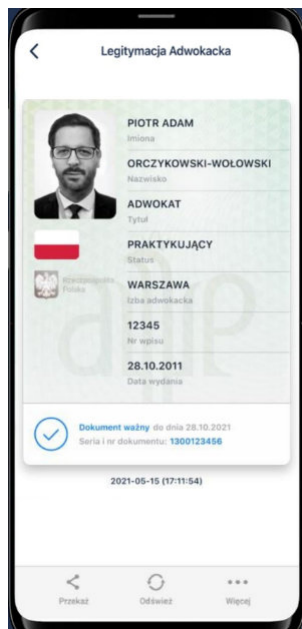 Legitymacja Adwokacka
PIOTR ADAM
Imiona
ORCZYKOWSKI-WOŁOWSKI
Nazwisko
ADWOKAT
Tytuł
PRAKTYKUJĄCY
Status
Rzeczpospolita
Polska
WARSZAWA
Izba adwokacka
12345
Nr wpisu
28.10.2011
Data wydania
Dokument ważny do dnia 28.10.2021
Seria i nr dokumentu: 1300123456
2021-05-15 (17:11:54)
Przekaż
Odśwież
Więcej